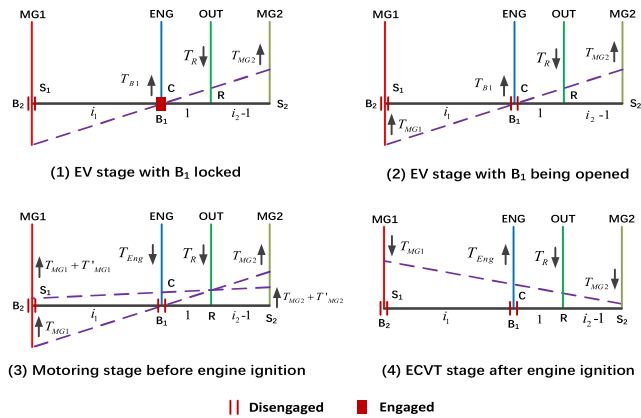 MG1 ENG OUT MG2
T_R T_MG2
S₁ T_B1 C
B₂ i₁ B₁ 1 R i₂-1 S₂
(1) EV stage with B₁ locked
MG1 ENG OUT MG2
T_R T_MG2
S₁ T_B1 C
B₂ T_MG1 i₁ B₁ 1 R i₂-1 S₂
(2) EV stage with B₁ being opened
MG1 ENG OUT MG2
T_MG1 + T'_MG1 T_Eng T_R T_MG2
S₁ C T_MG2 + T'_MG2
B₂ i₁ B₁ 1 R i₂-1 S₂
T_MG1
(3) Motoring stage before engine ignition
MG1 ENG OUT MG2
T_MG1 T_Eng T_R T_MG2
S₁ C
B₂ i₁ B₁ 1 R i₂-1 S₂
(4) ECVT stage after engine ignition
Disengaged Engaged